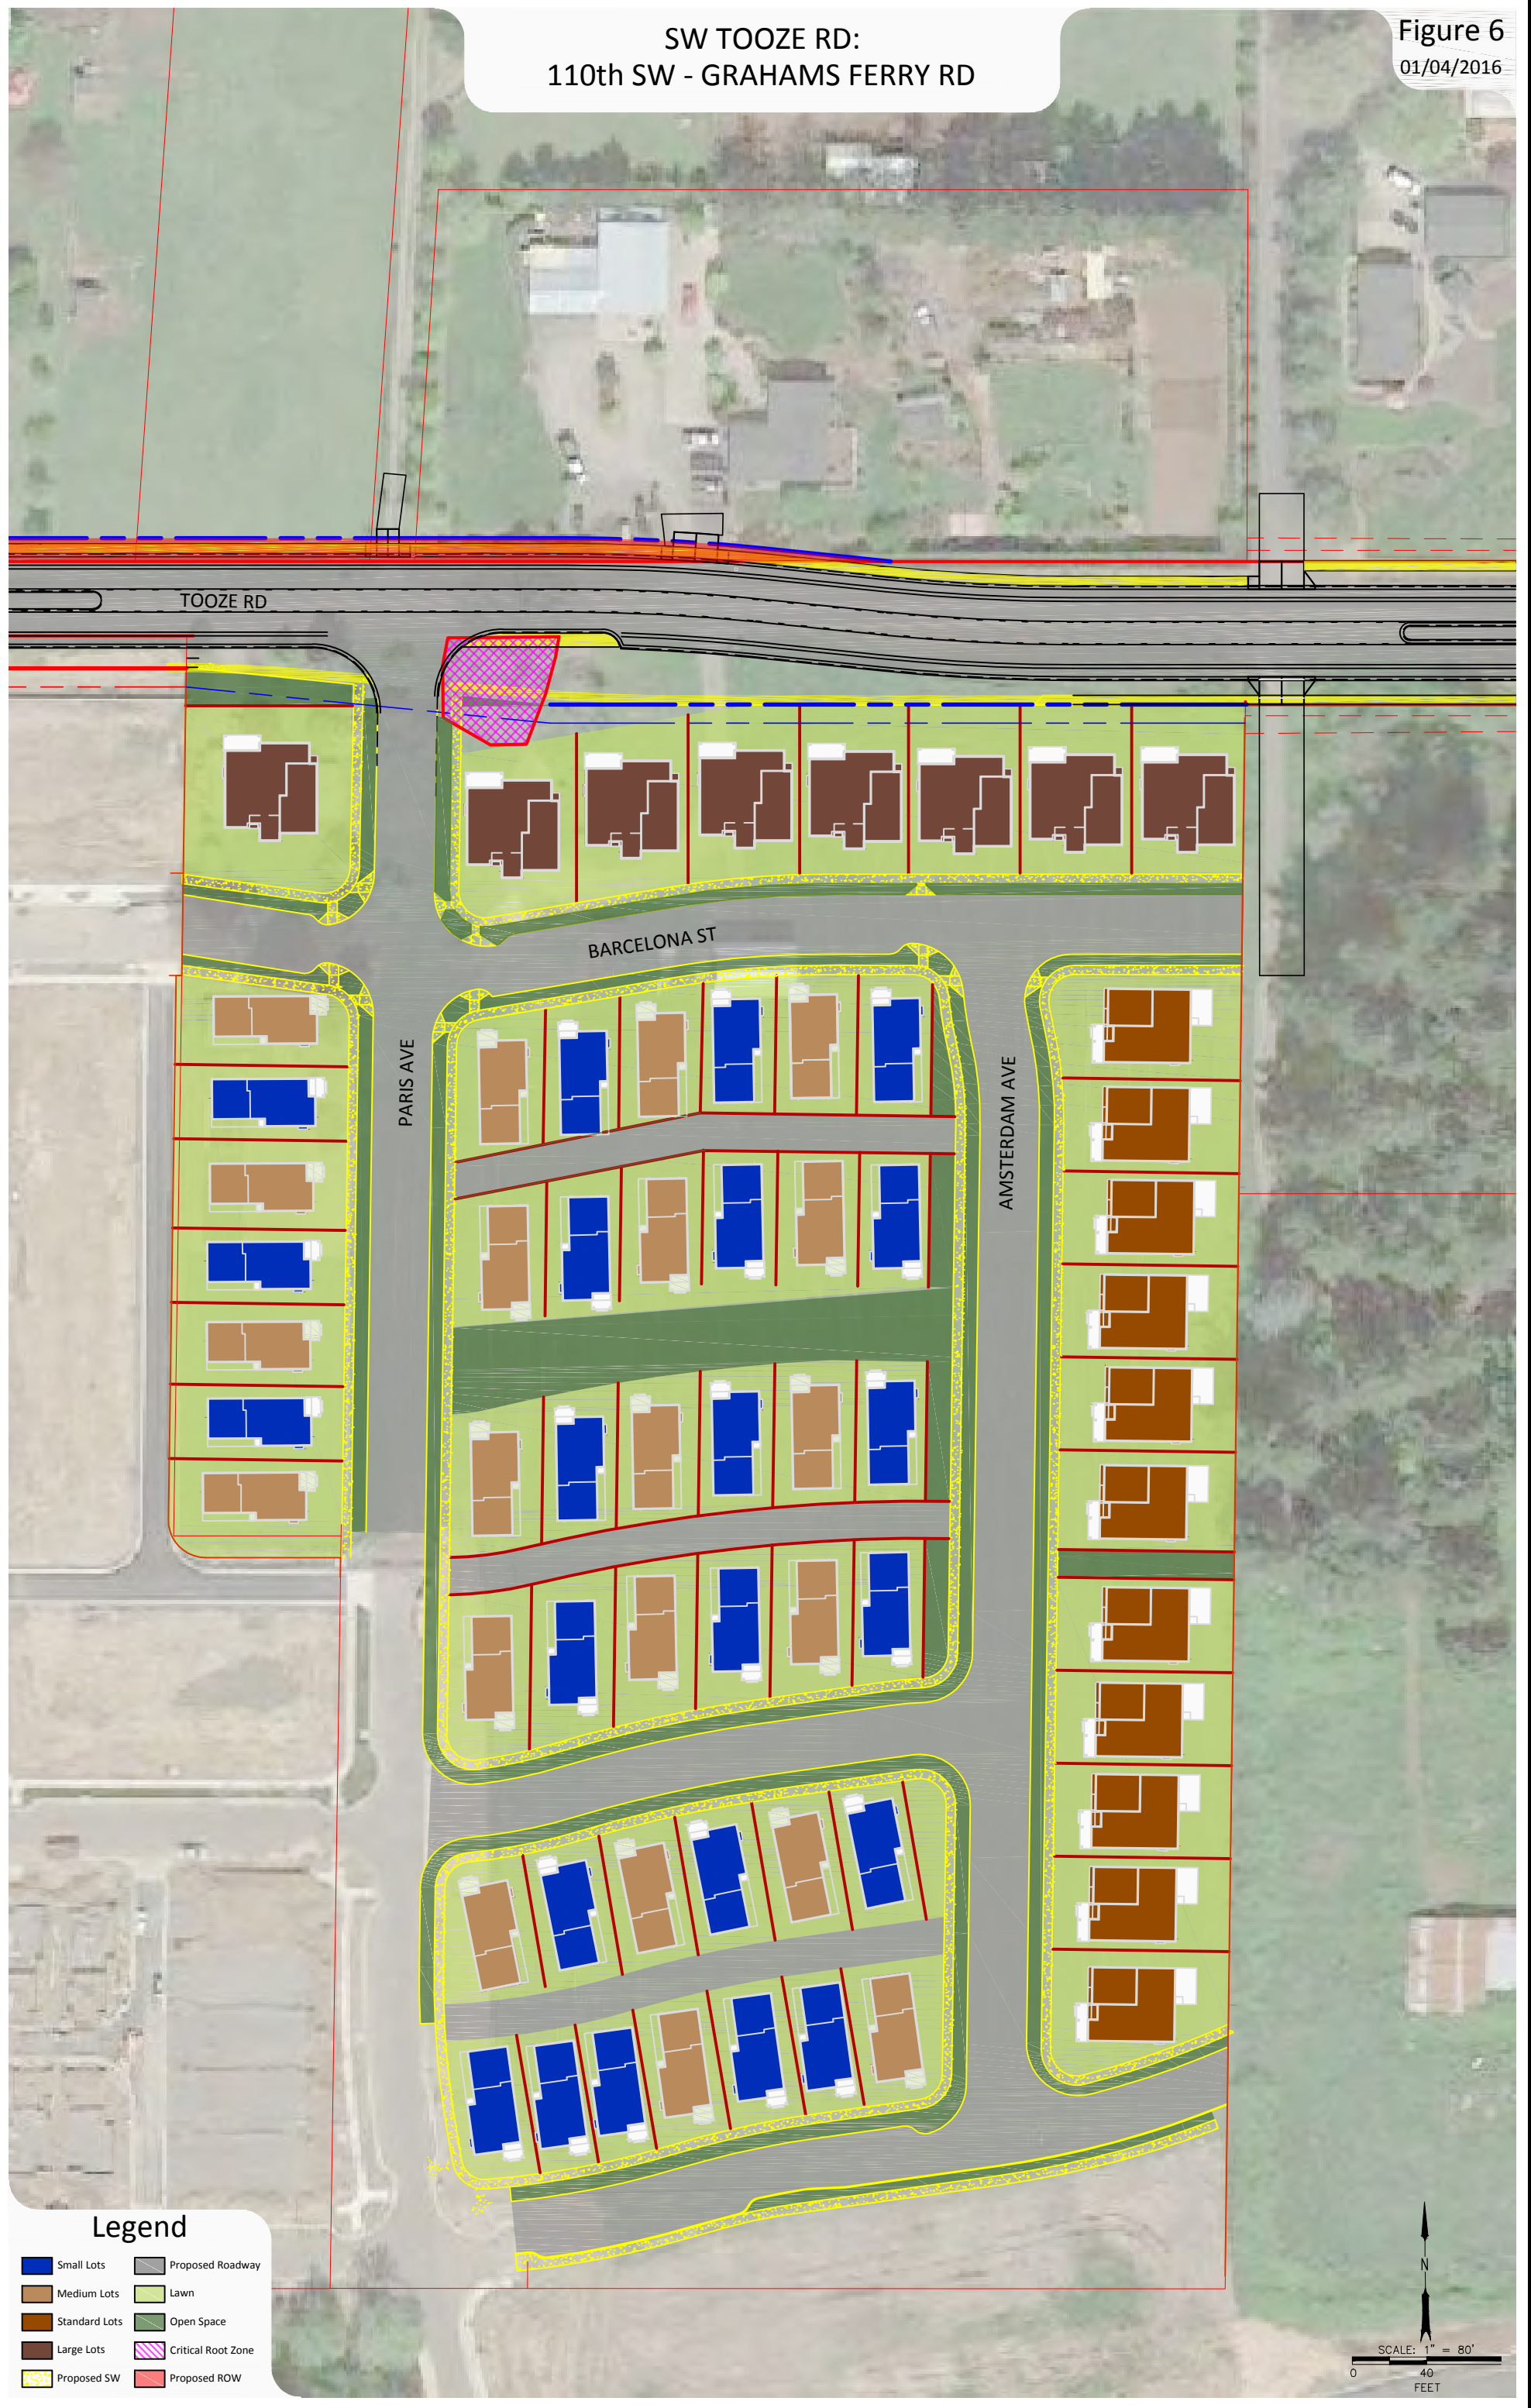 SW TOOZE RD:
110th SW - GRAHAMS FERRY RD
Figure 6
01/04/2016
TOOZE RD
BARCELONA ST
PARIS AVE
AMSTERDAM AVE
Legend
Small Lots
Medium Lots
Standard Lots
Large Lots
Proposed SW
Proposed Roadway
Lawn
Open Space
Critical Root Zone
Proposed ROW
N
SCALE: 1" = 80'
0 40
FEET